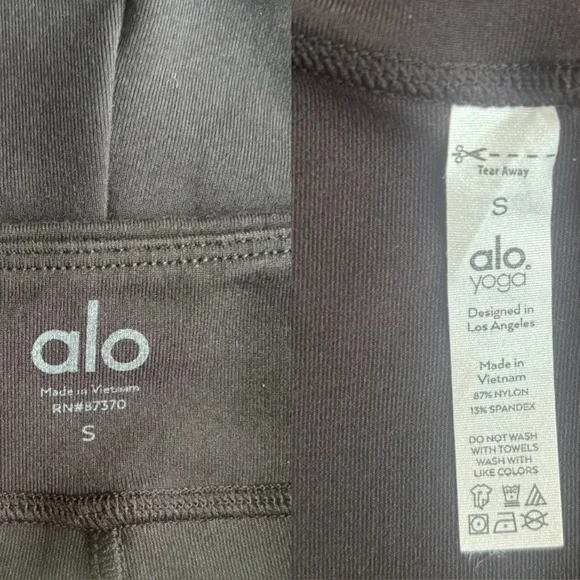 alo
Made in Vietnam
RN#87370
S
Tear Away
S
alo.
yoga
Designed in
Los Angeles
Made in
Vietnam
87% NYLON
13% SPANDEX
DO NOT WASH
WITH TOWELS
WASH WITH
LIKE COLORS